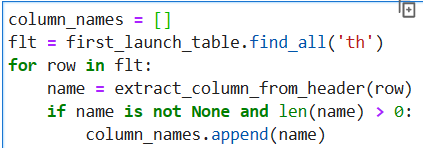 column_names = []
flt = first_launch_table.find_all('th')
for row in flt:
    name = extract_column_from_header(row)
    if name is not None and len(name) > 0:
        column_names.append(name)